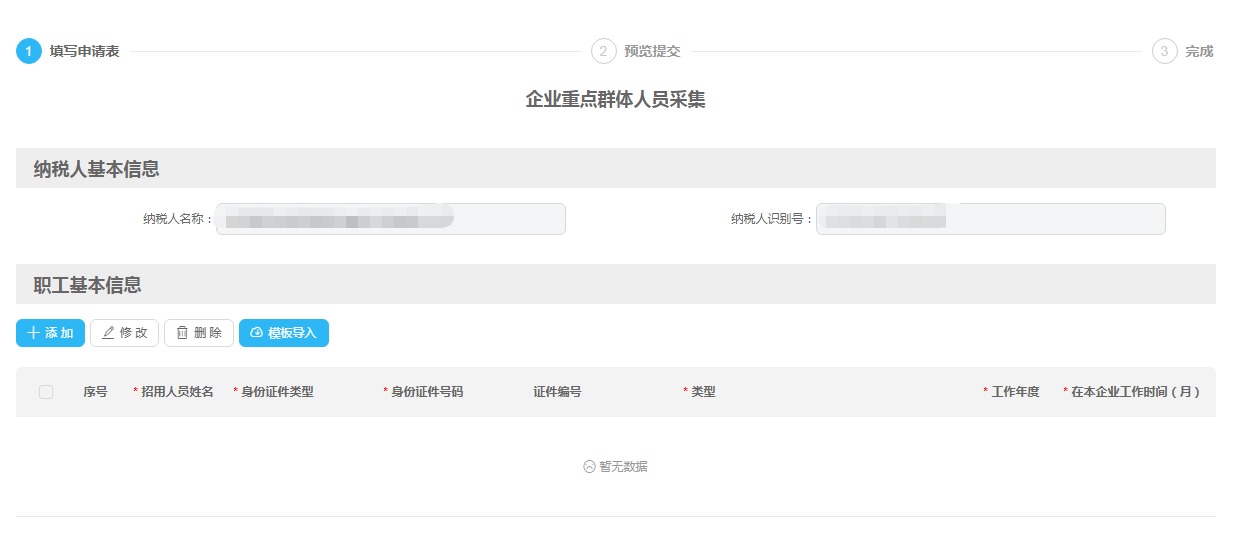 1 填写申请表 2 预览提交 3 完成
企业重点群体人员采集
纳税人基本信息
纳税人名称： 纳税人识别号：
职工基本信息
添加 修改 删除 模板导入
序号 *招用人员姓名 *身份证件类型 *身份证件号码 证件编号 *类型 *工作年度 *在本企业工作时间（月）
暂无数据